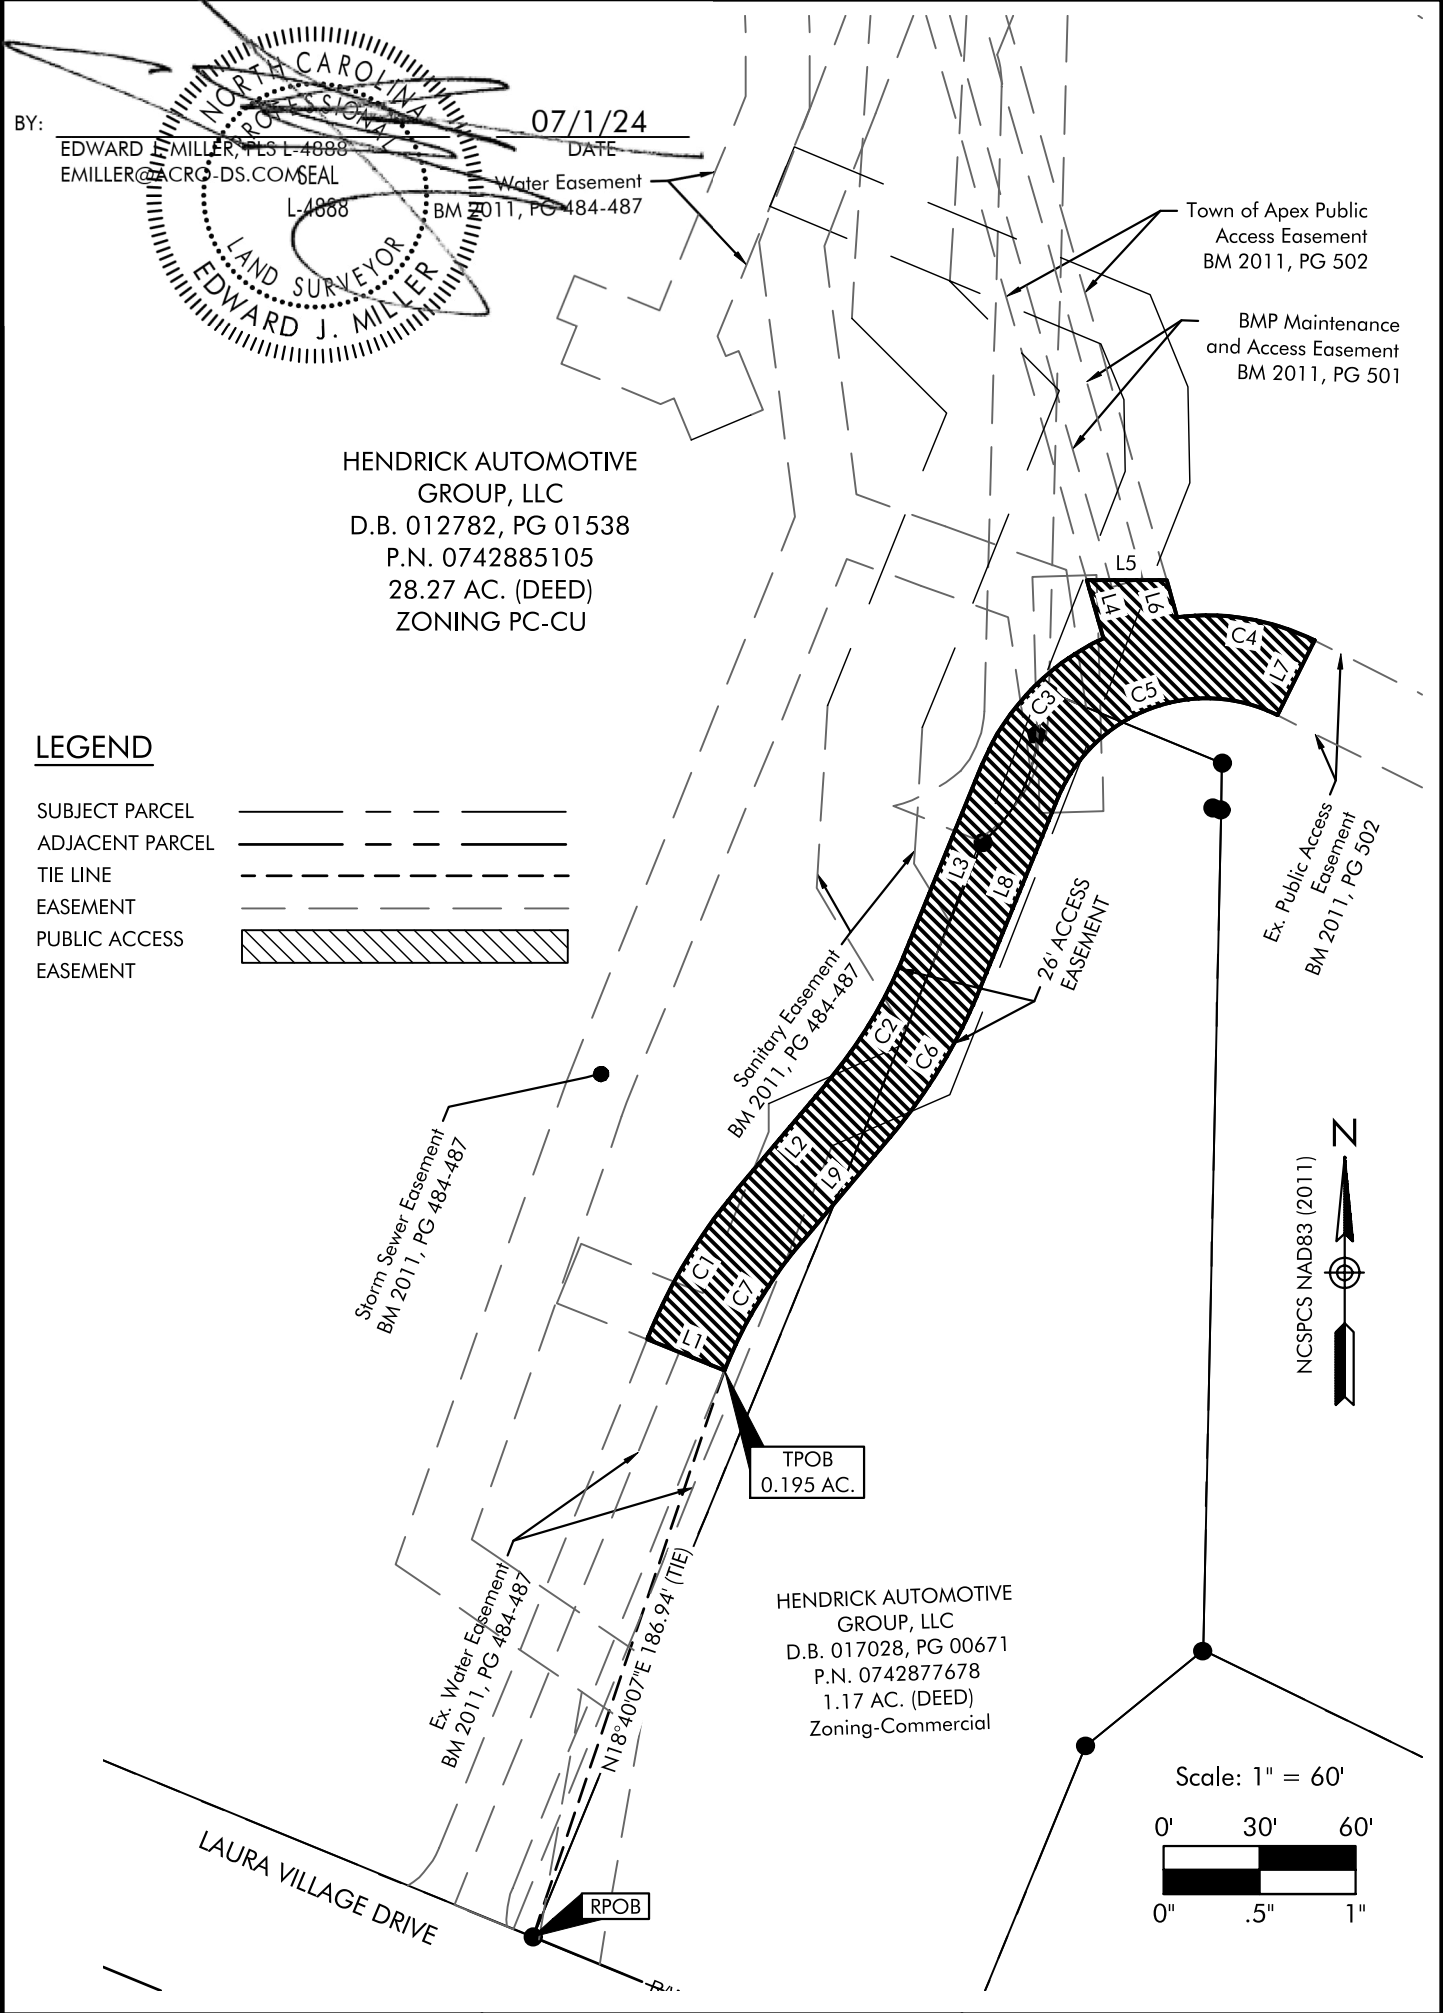 NORTH CAROLINA
PROFESSIONAL
SEAL
L-4888
LAND SURVEYOR
EDWARD J. MILLER
BY:
07/1/24
EDWARD J. MILLER, PLS L-4888
DATE
EMILLER@ACRO-DS.COM
Water Easement
BM 2011, PG 484-487
Town of Apex Public
Access Easement
BM 2011, PG 502
BMP Maintenance
and Access Easement
BM 2011, PG 501
HENDRICK AUTOMOTIVE
GROUP, LLC
D.B. 012782, PG 01538
P.N. 0742885105
28.27 AC. (DEED)
ZONING PC-CU
L5
L4
L6
C4
L7
C5
C3
LEGEND
SUBJECT PARCEL
ADJACENT PARCEL
TIE LINE
EASEMENT
PUBLIC ACCESS
EASEMENT
Ex. Public Access
Easement
BM 2011, PG 502
L3
L8
26' ACCESS
EASEMENT
Sanitary Easement
BM 2011, PG 484-487
C2
C6
L2
L9
Storm Sewer Easement
BM 2011, PG 484-487
C1
C7
L1
N
NCSPCS NAD83 (2011)
TPOB
0.195 AC.
Ex. Water Easement
BM 2011, PG 484-487
N18°40'07"E 186.94' (TIE)
HENDRICK AUTOMOTIVE
GROUP, LLC
D.B. 017028, PG 00671
P.N. 0742877678
1.17 AC. (DEED)
Zoning-Commercial
Scale: 1" = 60'
0' 30' 60'
0" .5" 1"
LAURA VILLAGE DRIVE
RPOB